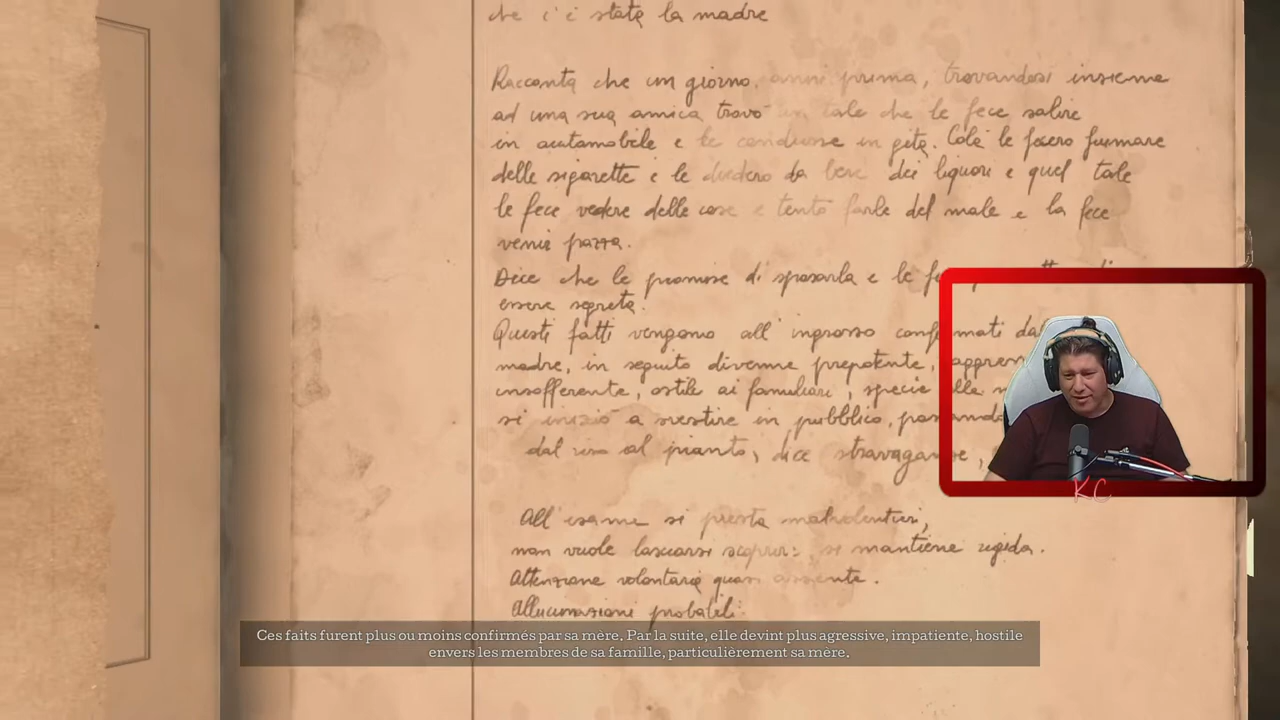 che c'è stata la madre
Racconta che un giorno, anni prima, trovandosi insieme
ad una sua amica trovò un tale che le fece salire
in automobile e le condusse in gita. Colà le fecero fumare
delle sigarette e le diedero da bere dei liquori e quel tale
le fece vedere delle cose e tentò farle del male e la fece
venir pazza.
Dice che le promise di sposarla e le
essere segreta.
Questi fatti vengono all'ingrosso confermati da
madre, in seguito divenne prepotente,
insofferente, ostile ai familiari, specie alle
si iniziò a svestire in pubblico, passando
dal riso al pianto, dice stravaganze,
All'esame si presta malvolentieri,
non vuole lasciarsi scoprire: si mantiene rigida.
Attenzione volontaria quasi assente.
Allucinazioni probabili.
Ces faits furent plus ou moins confirmés par sa mère. Par la suite, elle devint plus agressive, impatiente, hostile
envers les membres de sa famille, particulièrement sa mère.
KC